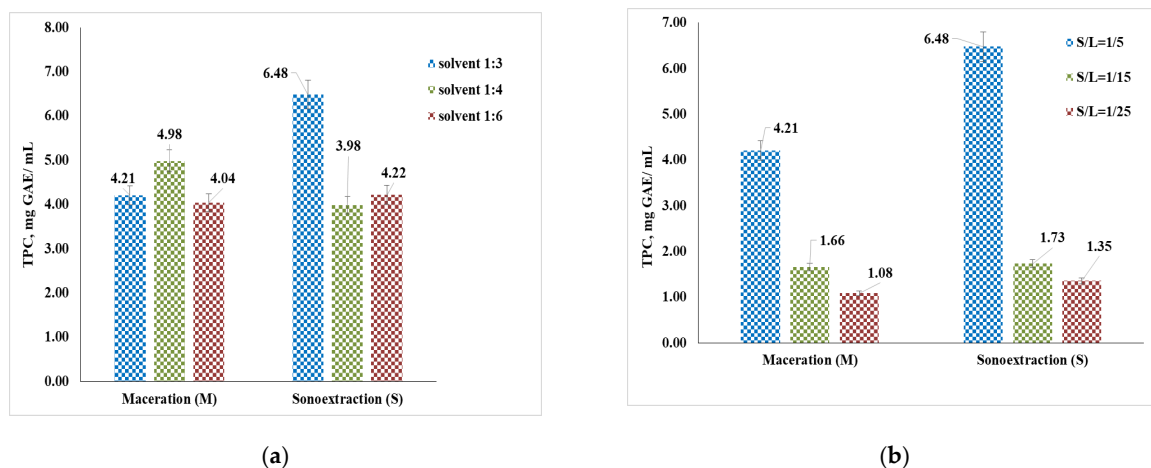 8.00
7.00
6.00
5.00
4.00
3.00
2.00
1.00
0.00
TPC, mg GAE/ mL
4.21
4.98
4.04
6.48
3.98
4.22
Maceration (M)
Sonoextraction (S)
solvent 1:3
solvent 1:4
solvent 1:6
(a)
7.00
6.00
5.00
4.00
3.00
2.00
1.00
0.00
TPC, mg GAE/ mL
4.21
1.66
1.08
6.48
1.73
1.35
Maceration (M)
Sonoextraction (S)
S/L=1/5
S/L=1/15
S/L=1/25
(b)